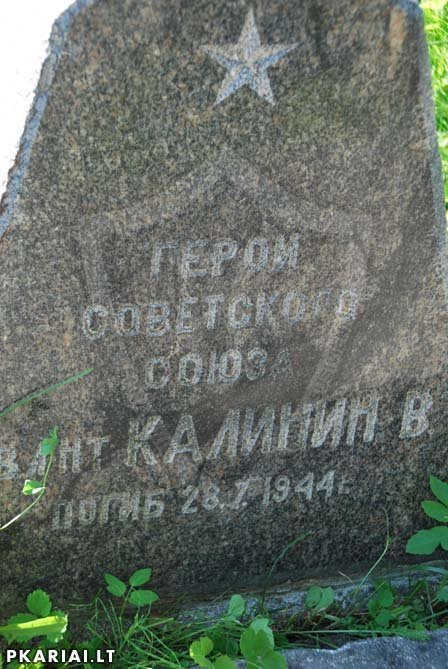 ГЕРОЙ
СОВЕТСКОГО
СОЮЗА
КАЛИНИН В
ПОГИБ 28.7.1944г.
PKARIAI.LT